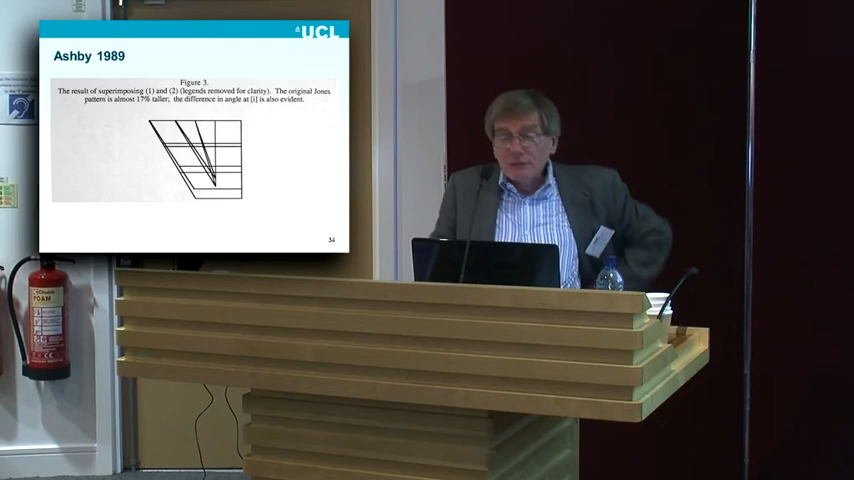 UCL
Ashby 1989
Figure 3.
The result of superimposing (1) and (2) (legends removed for clarity). The original Jones
pattern is almost 17% taller; the difference in angle at [i] is also evident.
34
FOAM